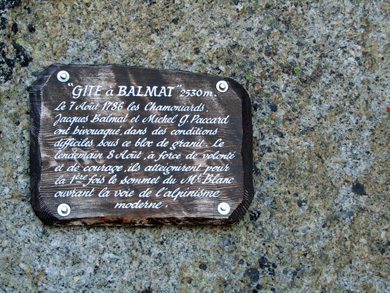 "GITE à BALMAT" 2530m.
Le 7 Août 1786 les Chamoniards,
Jacques Balmat et Michel G. Paccard
ont bivouaqué, dans des conditions
difficiles sous ce bloc de granit. Le
lendemain 8 Août, à force de volonté
et de courage, ils atteignirent pour
la 1ère fois le sommet du Mt Blanc
ouvrant la voie de l'alpinisme
moderne.